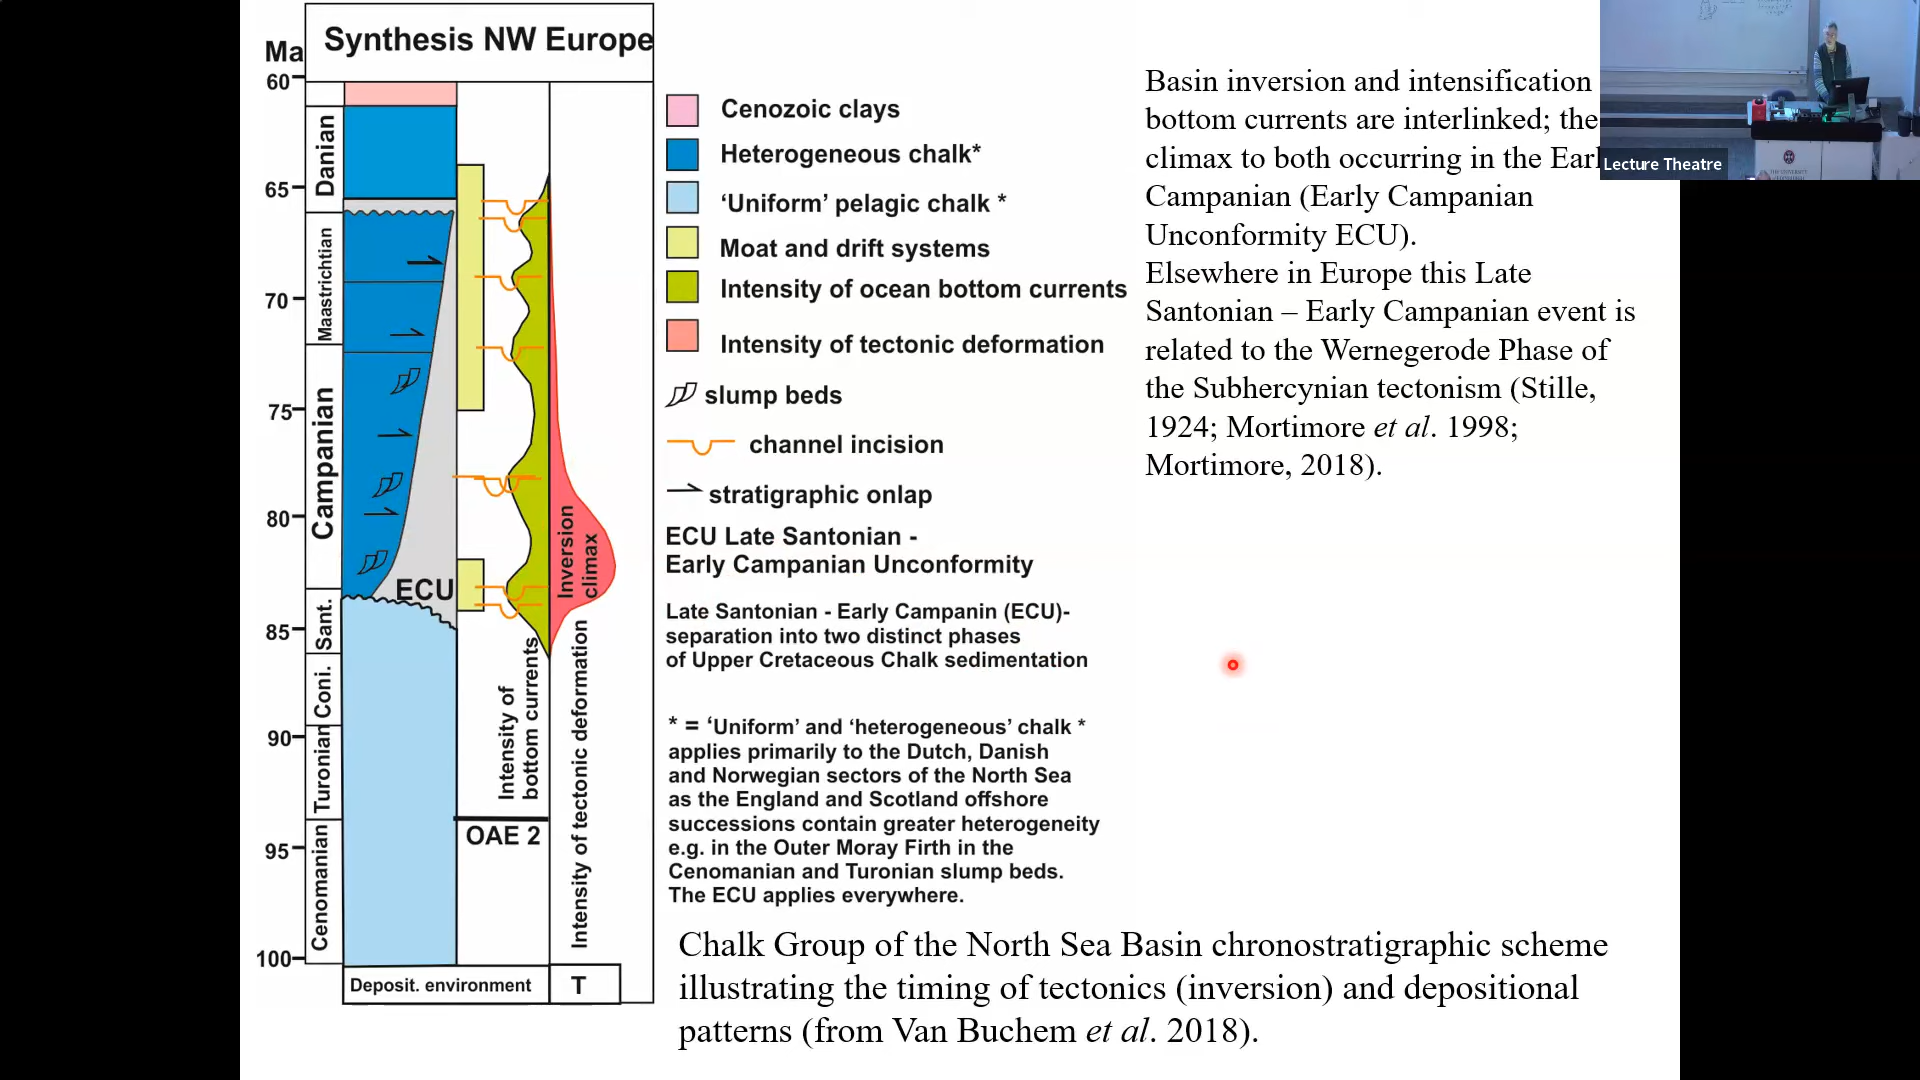 Synthesis NW Europe
Ma
60
65
70
75
80
85
90
95
100
Danian
Maastrichtian
Campanian
Sant.
Coni.
Turonian
Cenomanian
ECU
OAE 2
Intensity of
bottom currents
Intensity of tectonic deformation
Inversion
climax
Deposit. environment
T
Cenozoic clays
Heterogeneous chalk*
‘Uniform’ pelagic chalk *
Moat and drift systems
Intensity of ocean bottom currents
Intensity of tectonic deformation
slump beds
channel incision
stratigraphic onlap
ECU Late Santonian -
Early Campanian Unconformity
Late Santonian - Early Campanin (ECU)-
separation into two distinct phases
of Upper Cretaceous Chalk sedimentation
* = ‘Uniform’ and ‘heterogeneous’ chalk *
applies primarily to the Dutch, Danish
and Norwegian sectors of the North Sea
as the England and Scotland offshore
successions contain greater heterogeneity
e.g. in the Outer Moray Firth in the
Cenomanian and Turonian slump beds.
The ECU applies everywhere.
Basin inversion and intensification
bottom currents are interlinked; the
climax to both occurring in the Earl
Campanian (Early Campanian
Unconformity ECU).
Elsewhere in Europe this Late
Santonian – Early Campanian event is
related to the Wernegerode Phase of
the Subhercynian tectonism (Stille,
1924; Mortimore et al. 1998;
Mortimore, 2018).
Lecture Theatre
Chalk Group of the North Sea Basin chronostratigraphic scheme
illustrating the timing of tectonics (inversion) and depositional
patterns (from Van Buchem et al. 2018).